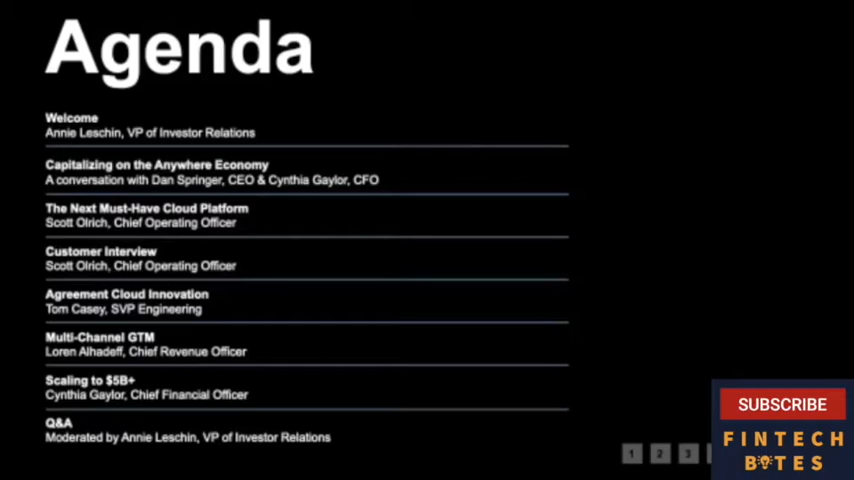 Agenda
Welcome
Annie Leschin, VP of Investor Relations
Capitalizing on the Anywhere Economy
A conversation with Dan Springer, CEO & Cynthia Gaylor, CFO
The Next Must-Have Cloud Platform
Scott Olrich, Chief Operating Officer
Customer Interview
Scott Olrich, Chief Operating Officer
Agreement Cloud Innovation
Tom Casey, SVP Engineering
Multi-Channel GTM
Loren Alhadeff, Chief Revenue Officer
Scaling to $5B+
Cynthia Gaylor, Chief Financial Officer
Q&A
Moderated by Annie Leschin, VP of Investor Relations
1 2 3
SUBSCRIBE
FINTECH
BYTES